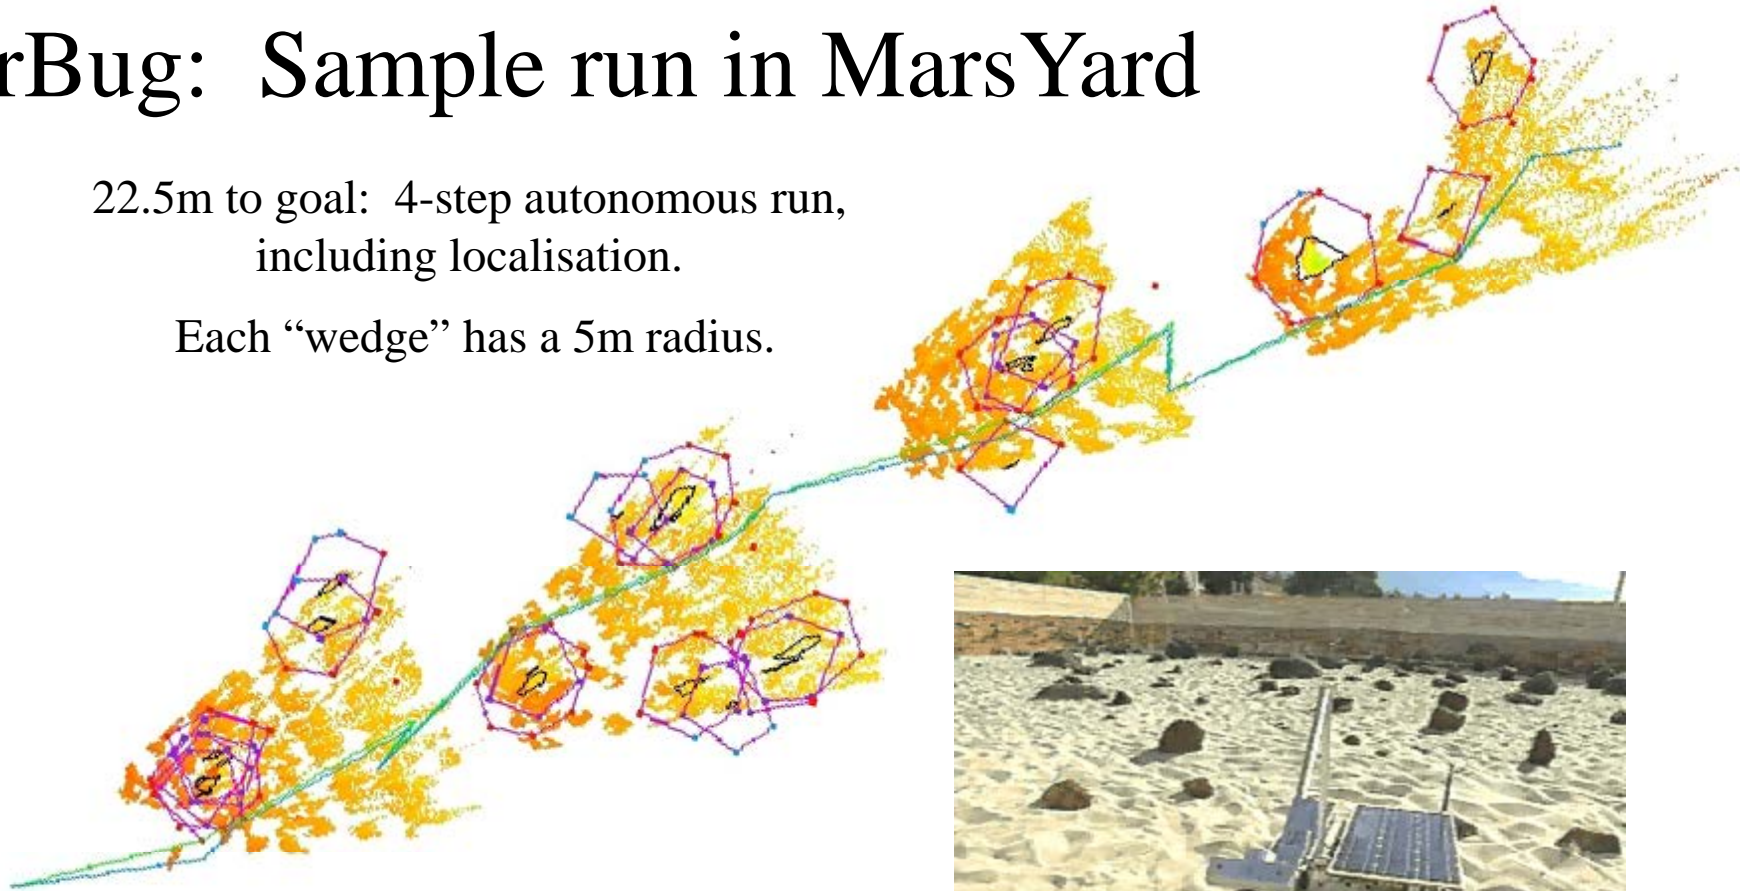 rBug: Sample run in MarsYard
22.5m to goal: 4-step autonomous run,
including localisation.
Each “wedge” has a 5m radius.